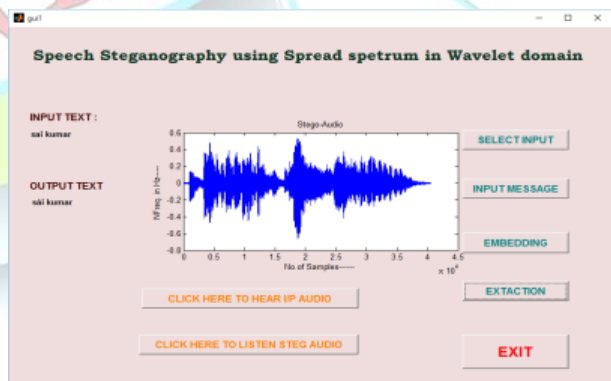 gui1
Speech Steganography using Spread spetrum in Wavelet domain
INPUT TEXT :
sai kumar
OUTPUT TEXT
sai kumar
Stego-Audio
NFreq. in Hz----
0.6
0.4
0.2
0
-0.2
-0.4
-0.6
-0.8
0 0.5 1 1.5 2 2.5 3 3.5 4 4.5
x 10⁴
No.of Samples------
SELECT INPUT
INPUT MESSAGE
EMBEDDING
EXTACTION
EXIT
CLICK HERE TO HEAR I/P AUDIO
CLICK HERE TO LISTEN STEG AUDIO